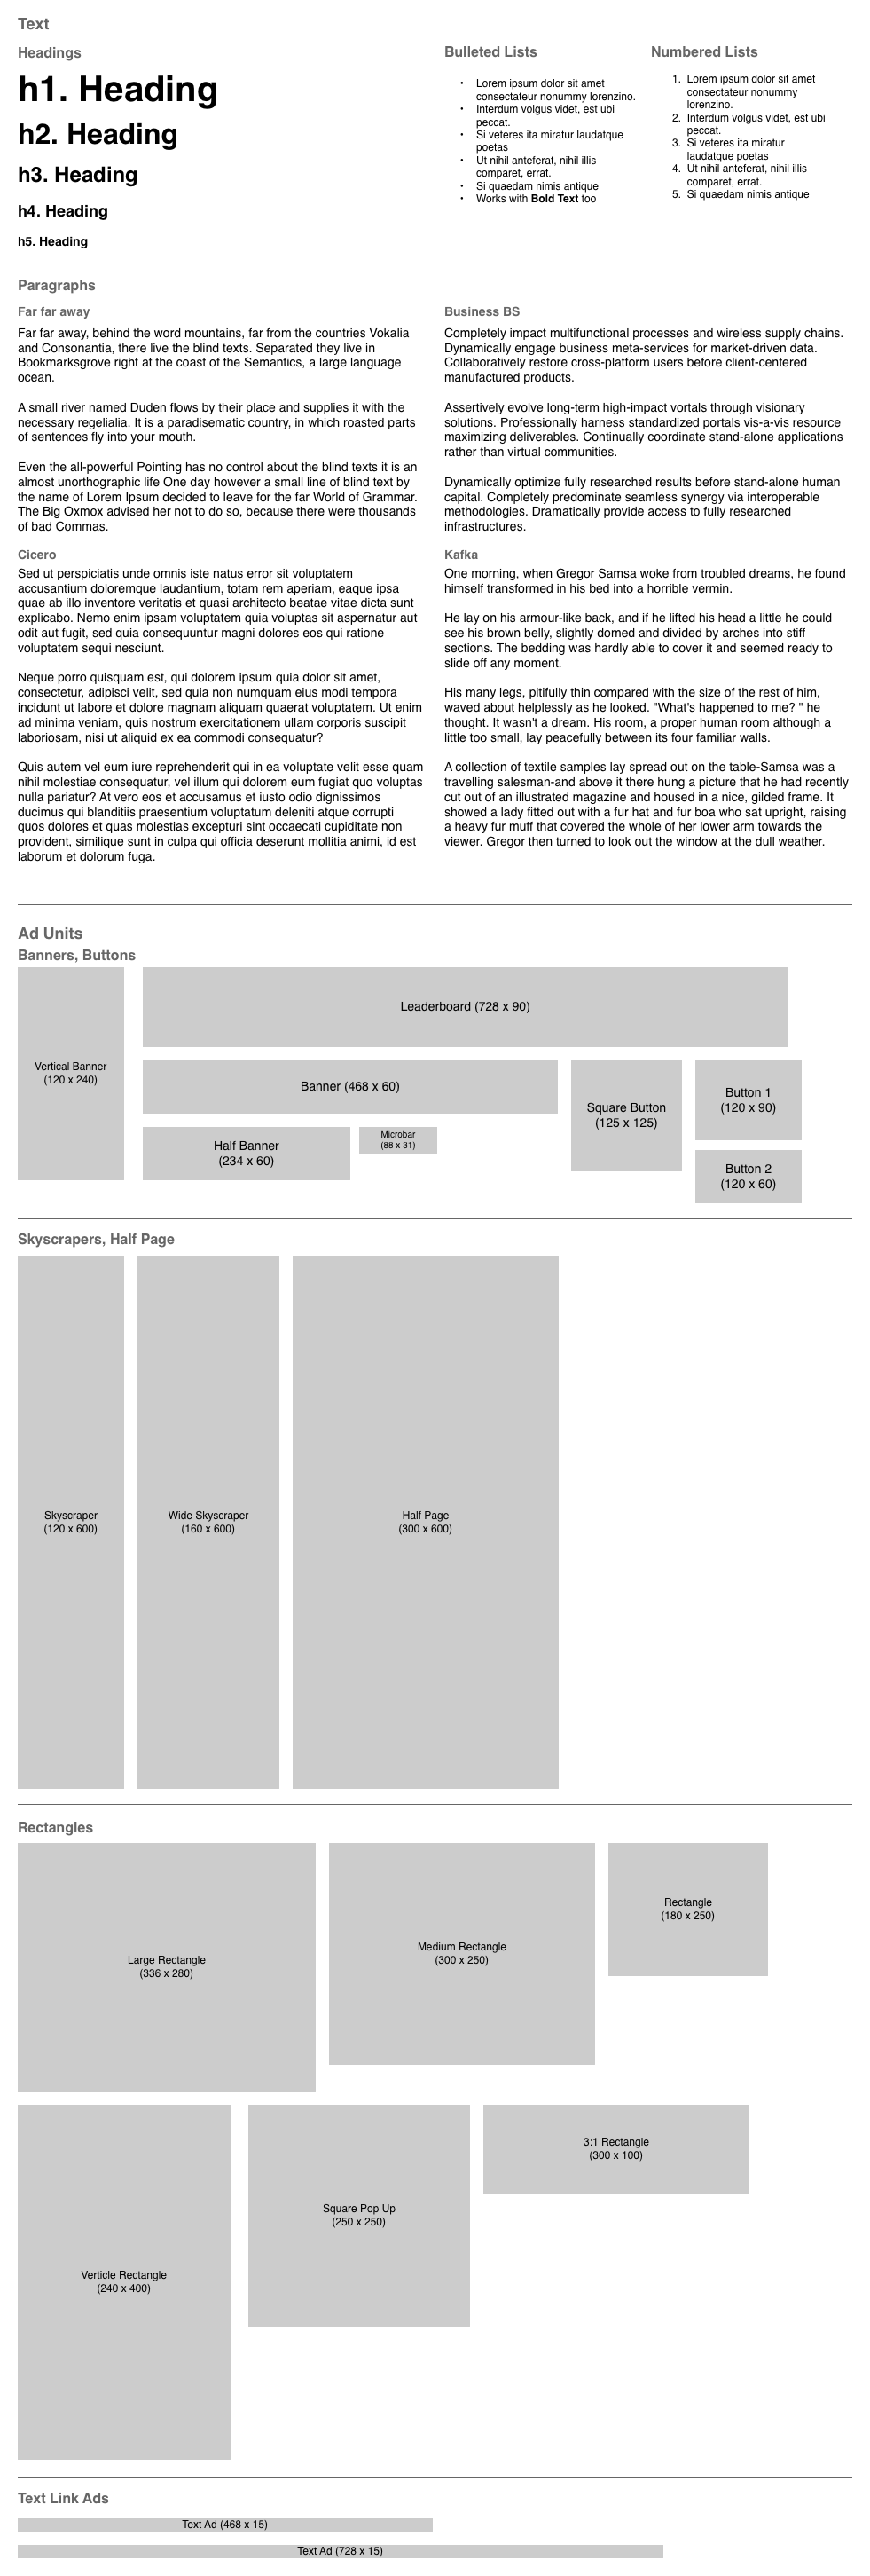 Text
Headings
h1. Heading
h2. Heading
h3. Heading
h4. Heading
h5. Heading
Bulleted Lists
• Lorem ipsum dolor sit amet
consectateur nonummy lorenzino.
• Interdum volgus videt, est ubi
peccat.
• Si veteres ita miratur laudatque
poetas
• Ut nihil anteferat, nihil illis
comparet, errat.
• Si quaedam nimis antique
• Works with Bold Text too
Numbered Lists
1. Lorem ipsum dolor sit amet
consectateur nonummy
lorenzino.
2. Interdum volgus videt, est ubi
peccat.
3. Si veteres ita miratur
laudatque poetas
4. Ut nihil anteferat, nihil illis
comparet, errat.
5. Si quaedam nimis antique
Paragraphs
Far far away
Far far away, behind the word mountains, far from the countries Vokalia
and Consonantia, there live the blind texts. Separated they live in
Bookmarksgrove right at the coast of the Semantics, a large language
ocean.
A small river named Duden flows by their place and supplies it with the
necessary regelialia. It is a paradisematic country, in which roasted parts
of sentences fly into your mouth.
Even the all-powerful Pointing has no control about the blind texts it is an
almost unorthographic life One day however a small line of blind text by
the name of Lorem Ipsum decided to leave for the far World of Grammar.
The Big Oxmox advised her not to do so, because there were thousands
of bad Commas.
Business BS
Completely impact multifunctional processes and wireless supply chains.
Dynamically engage business meta-services for market-driven data.
Collaboratively restore cross-platform users before client-centered
manufactured products.
Assertively evolve long-term high-impact vortals through visionary
solutions. Professionally harness standardized portals vis-a-vis resource
maximizing deliverables. Continually coordinate stand-alone applications
rather than virtual communities.
Dynamically optimize fully researched results before stand-alone human
capital. Completely predominate seamless synergy via interoperable
methodologies. Dramatically provide access to fully researched
infrastructures.
Cicero
Sed ut perspiciatis unde omnis iste natus error sit voluptatem
accusantium doloremque laudantium, totam rem aperiam, eaque ipsa
quae ab illo inventore veritatis et quasi architecto beatae vitae dicta sunt
explicabo. Nemo enim ipsam voluptatem quia voluptas sit aspernatur aut
odit aut fugit, sed quia consequuntur magni dolores eos qui ratione
voluptatem sequi nesciunt.
Neque porro quisquam est, qui dolorem ipsum quia dolor sit amet,
consectetur, adipisci velit, sed quia non numquam eius modi tempora
incidunt ut labore et dolore magnam aliquam quaerat voluptatem. Ut enim
ad minima veniam, quis nostrum exercitationem ullam corporis suscipit
laboriosam, nisi ut aliquid ex ea commodi consequatur?
Quis autem vel eum iure reprehenderit qui in ea voluptate velit esse quam
nihil molestiae consequatur, vel illum qui dolorem eum fugiat quo voluptas
nulla pariatur? At vero eos et accusamus et iusto odio dignissimos
ducimus qui blanditiis praesentium voluptatum deleniti atque corrupti
quos dolores et quas molestias excepturi sint occaecati cupiditate non
provident, similique sunt in culpa qui officia deserunt mollitia animi, id est
laborum et dolorum fuga.
Kafka
One morning, when Gregor Samsa woke from troubled dreams, he found
himself transformed in his bed into a horrible vermin.
He lay on his armour-like back, and if he lifted his head a little he could
see his brown belly, slightly domed and divided by arches into stiff
sections. The bedding was hardly able to cover it and seemed ready to
slide off any moment.
His many legs, pitifully thin compared with the size of the rest of him,
waved about helplessly as he looked. "What's happened to me? " he
thought. It wasn't a dream. His room, a proper human room although a
little too small, lay peacefully between its four familiar walls.
A collection of textile samples lay spread out on the table-Samsa was a
travelling salesman-and above it there hung a picture that he had recently
cut out of an illustrated magazine and housed in a nice, gilded frame. It
showed a lady fitted out with a fur hat and fur boa who sat upright, raising
a heavy fur muff that covered the whole of her lower arm towards the
viewer. Gregor then turned to look out the window at the dull weather.
Ad Units
Banners, Buttons
Vertical Banner
(120 x 240)
Leaderboard (728 x 90)
Banner (468 x 60)
Half Banner
(234 x 60)
Microbar
(88 x 31)
Square Button
(125 x 125)
Button 1
(120 x 90)
Button 2
(120 x 60)
Skyscrapers, Half Page
Skyscraper
(120 x 600)
Wide Skyscraper
(160 x 600)
Half Page
(300 x 600)
Rectangles
Large Rectangle
(336 x 280)
Medium Rectangle
(300 x 250)
Rectangle
(180 x 250)
Verticle Rectangle
(240 x 400)
Square Pop Up
(250 x 250)
3:1 Rectangle
(300 x 100)
Text Link Ads
Text Ad (468 x 15)
Text Ad (728 x 15)